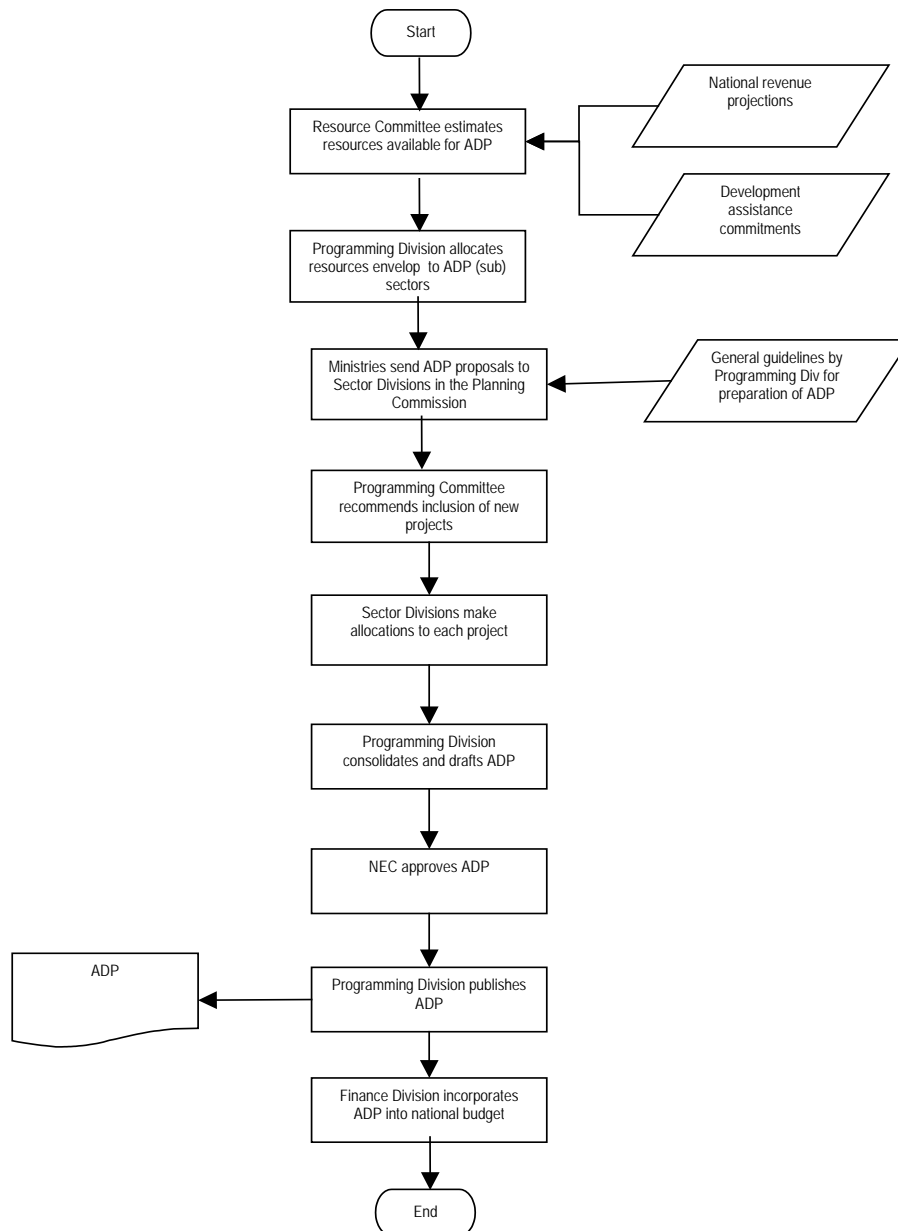 Start
National revenue
projections
Resource Committee estimates
resources available for ADP
Development
assistance
commitments
Programming Division allocates
resources envelop to ADP (sub)
sectors
Ministries send ADP proposals to
Sector Divisions in the Planning
Commission
General guidelines by
Programming Div for
preparation of ADP
Programming Committee
recommends inclusion of new
projects
Sector Divisions make
allocations to each project
Programming Division
consolidates and drafts ADP
NEC approves ADP
ADP
Programming Division publishes
ADP
Finance Division incorporates
ADP into national budget
End